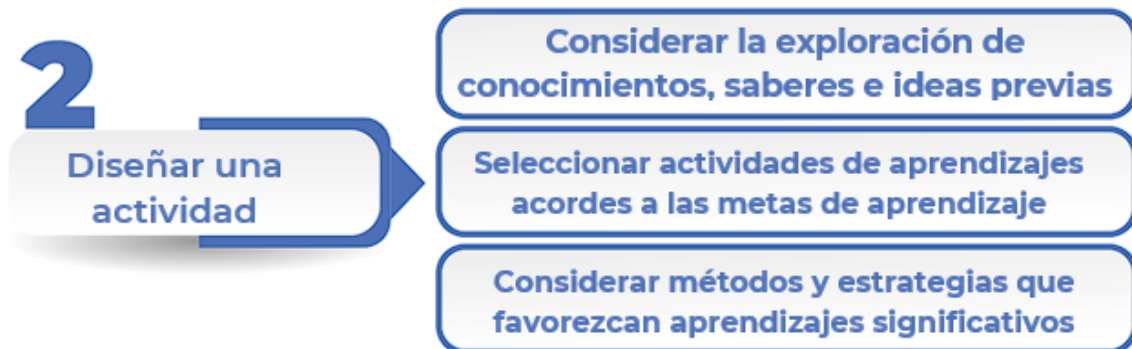 2
Diseñar una
actividad
Considerar la exploración de
conocimientos, saberes e ideas previas
Seleccionar actividades de aprendizajes
acordes a las metas de aprendizaje
Considerar métodos y estrategias que
favorezcan aprendizajes significativos